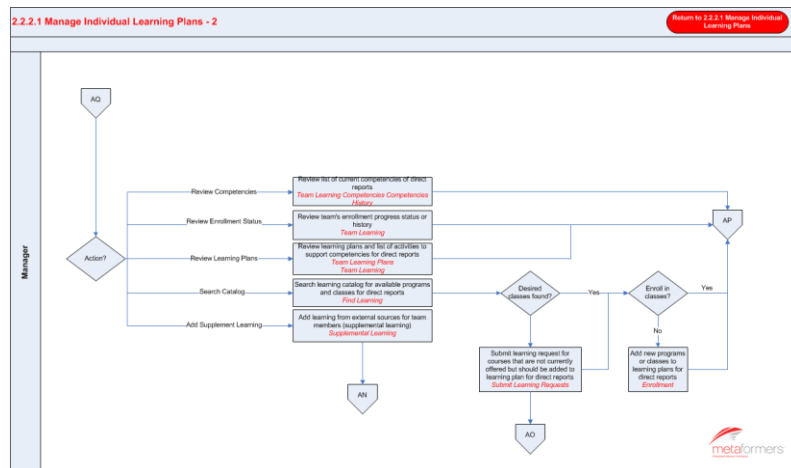 2.2.2.1 Manage Individual Learning Plans - 2
Return to 2.2.2.1 Manage Individual
Learning Plans
Manager
AQ
Action?
Review Competencies
Review list of current competencies of direct
reports
Team Learning Competencies Competencies
History
Review Enrollment Status
Review team's enrollment progress status or
history
Team Learning
Review Learning Plans
Review learning plans and list of activities to
support competencies for direct reports
Team Learning Plans
Team Learning
Search Catalog
Search learning catalog for available programs
and classes for direct reports
Find Learning
Add Supplement Learning
Add learning from external sources for team
members (supplemental learning)
Supplemental Learning
AN
Desired
classes found?
Yes
Submit learning request for
courses that are not currently
offered but should be added to
learning plan for direct reports
Submit Learning Requests
AO
Enroll in
classes?
Yes
No
Add new programs
or classes to
learning plans for
direct reports
Enrollment
AP
metaformers